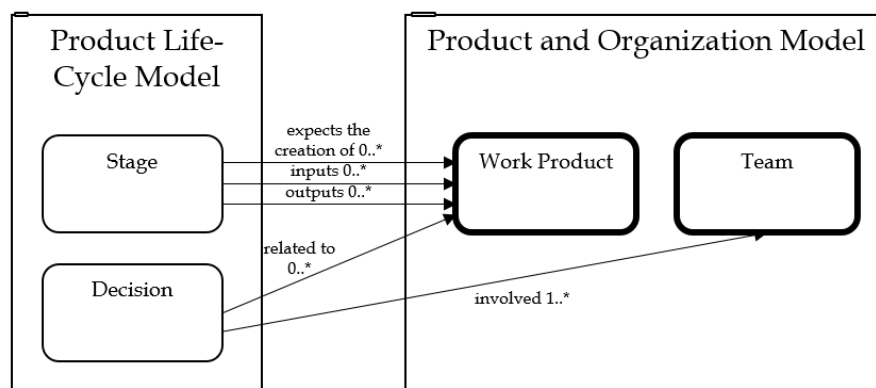 Product Life-
Cycle Model
Product and Organization Model
Stage
expects the
creation of 0..*
inputs 0..*
outputs 0..*
Work Product
Team
Decision
related to
0..*
involved 1..*